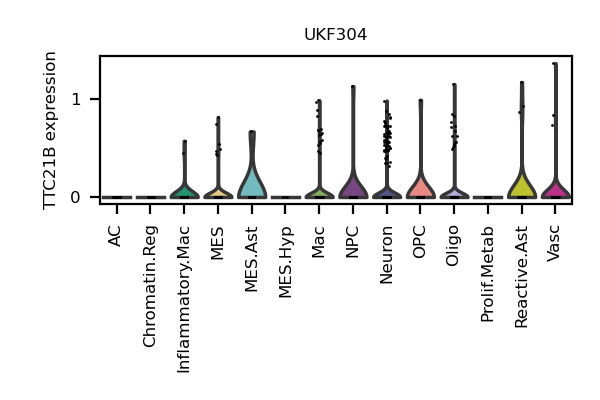 UKF304
TTC21B expression
1
0
AC
Chromatin.Reg
Inflammatory.Mac
MES
MES.Ast
MES.Hyp
Mac
NPC
Neuron
OPC
Oligo
Prolif.Metab
Reactive.Ast
Vasc